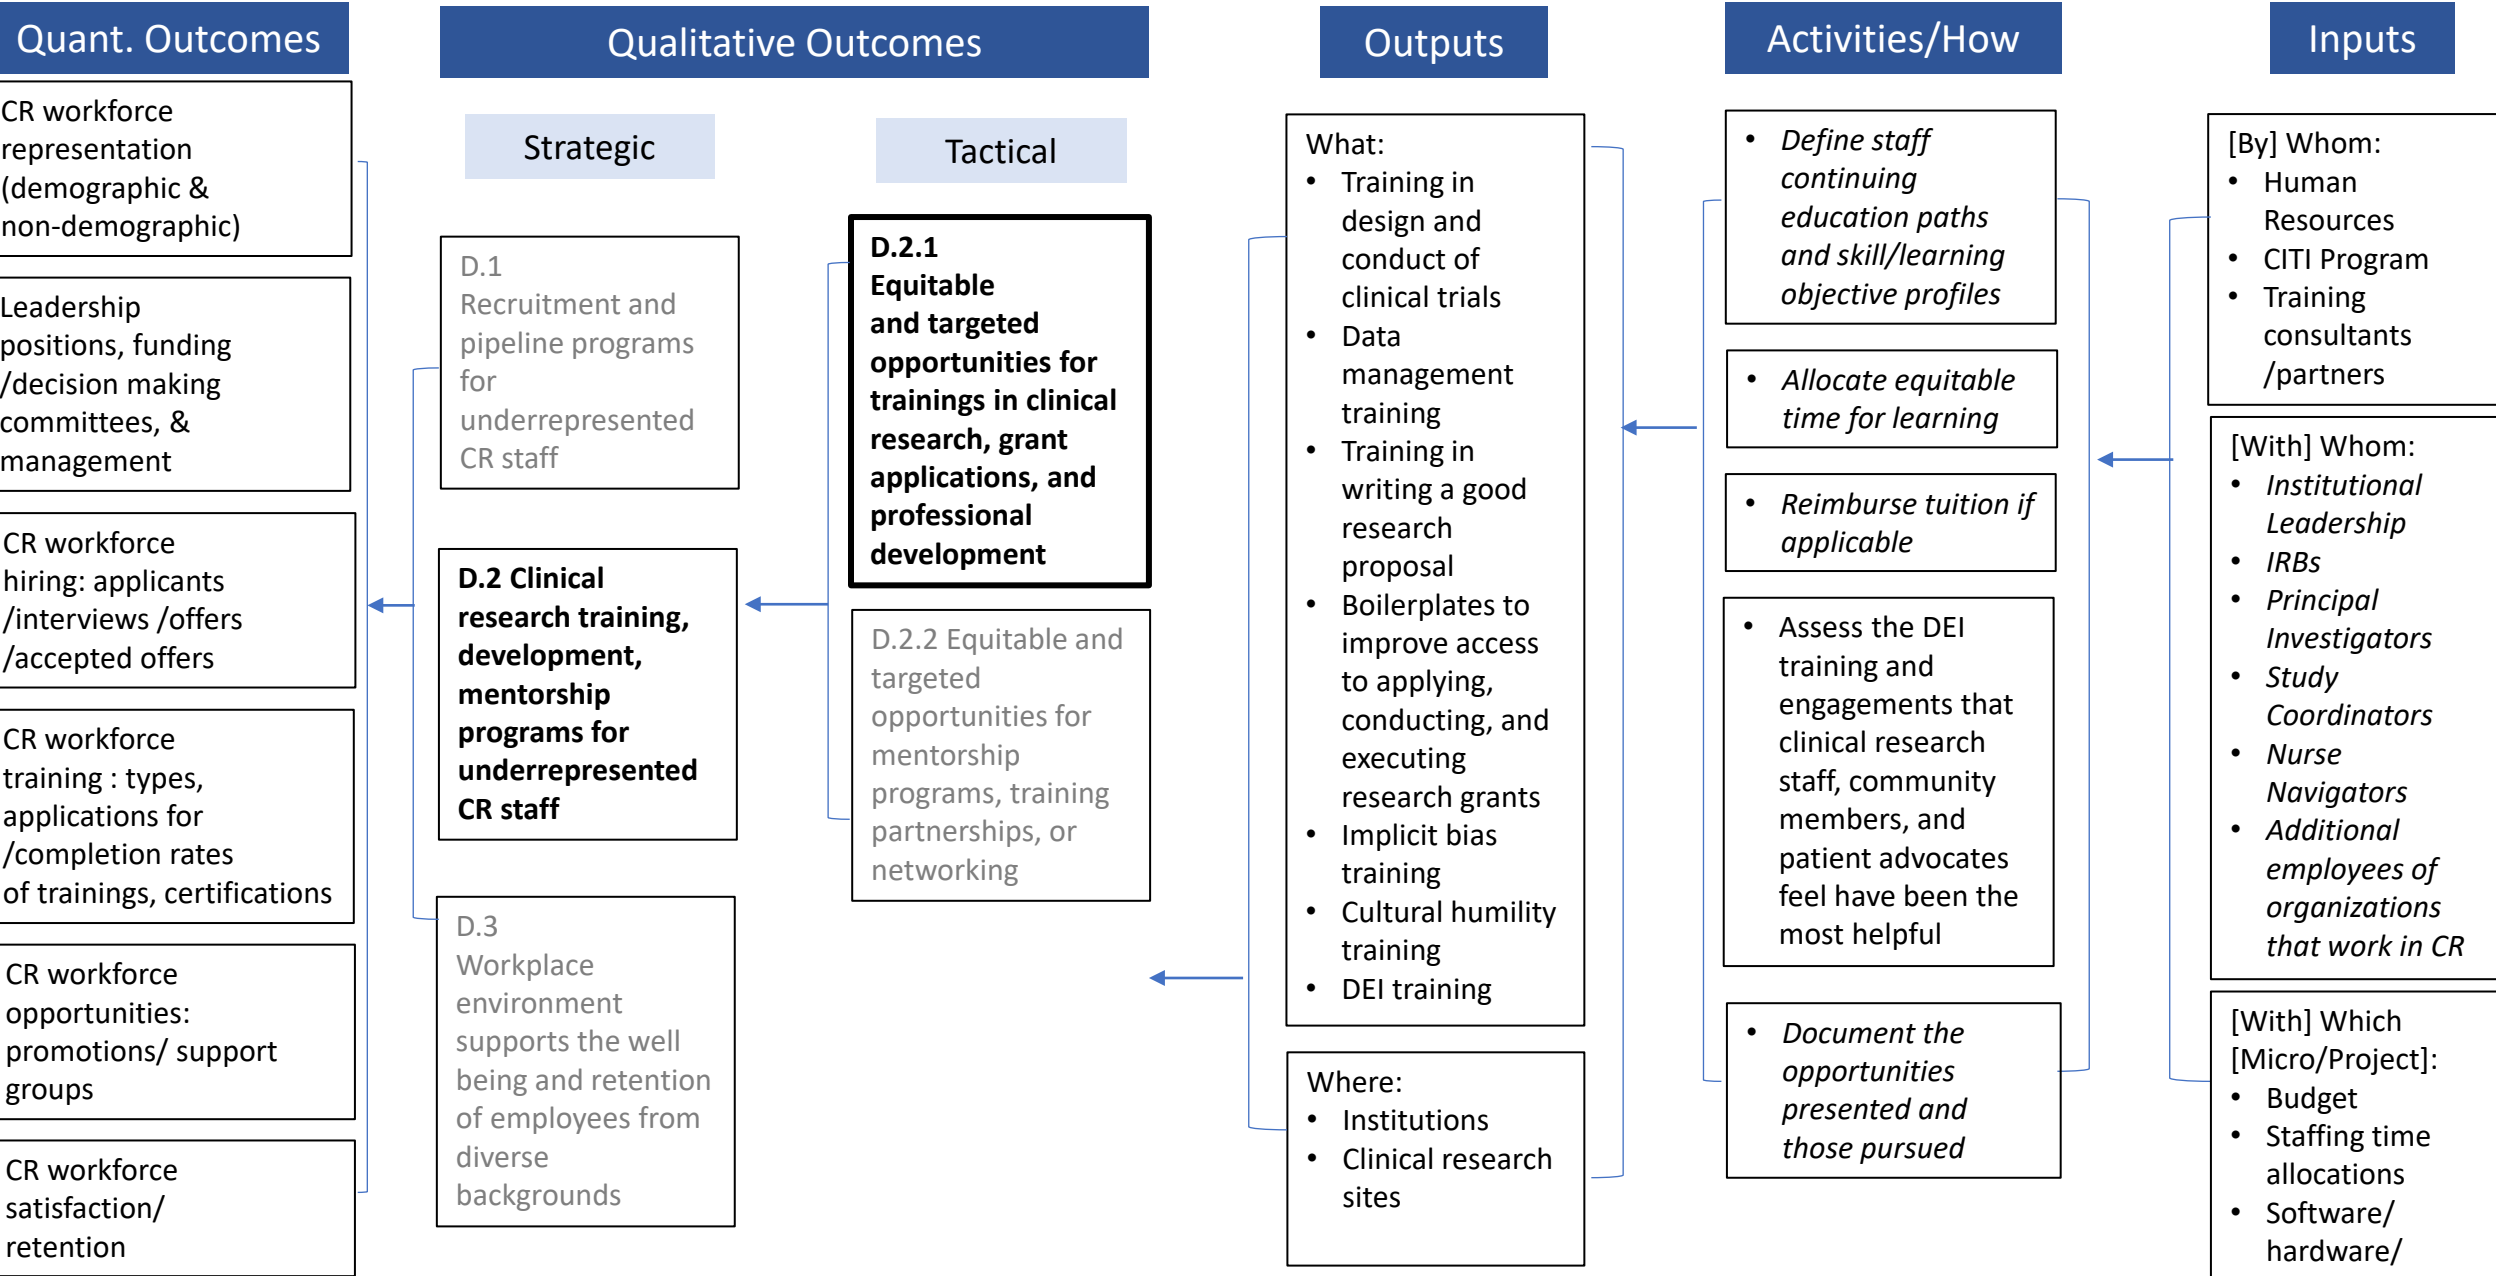 Quant. Outcomes
CR workforce
representation
(demographic &
non-demographic)
Leadership
positions, funding
/decision making
committees, &
management
CR workforce
hiring: applicants
/interviews /offers
/accepted offers
CR workforce
training : types,
applications for
/completion rates
of trainings, certifications
CR workforce
opportunities:
promotions/ support
groups
CR workforce
satisfaction/
retention
Qualitative Outcomes
Strategic
D.1
Recruitment and
pipeline programs
for
underrepresented
CR staff
D.2 Clinical
research training,
development,
mentorship
programs for
underrepresented
CR staff
D.3
Workplace
environment
supports the well
being and retention
of employees from
diverse
backgrounds
Tactical
D.2.1
Equitable
and targeted
opportunities for
trainings in clinical
research, grant
applications, and
professional
development
D.2.2 Equitable and
targeted
opportunities for
mentorship
programs, training
partnerships, or
networking
Outputs
What:
• Training in
design and
conduct of
clinical trials
• Data
management
training
• Training in
writing a good
research
proposal
• Boilerplates to
improve access
to applying,
conducting, and
executing
research grants
• Implicit bias
training
• Cultural humility
training
• DEI training
Where:
• Institutions
• Clinical research
sites
Activities/How
• Define staff
continuing
education paths
and skill/learning
objective profiles
• Allocate equitable
time for learning
• Reimburse tuition if
applicable
• Assess the DEI
training and
engagements that
clinical research
staff, community
members, and
patient advocates
feel have been the
most helpful
• Document the
opportunities
presented and
those pursued
Inputs
[By] Whom:
• Human
Resources
• CITI Program
• Training
consultants
/partners
[With] Whom:
• Institutional
Leadership
• IRBs
• Principal
Investigators
• Study
Coordinators
• Nurse
Navigators
• Additional
employees of
organizations
that work in CR
[With] Which
[Micro/Project]:
• Budget
• Staffing time
allocations
• Software/
hardware/